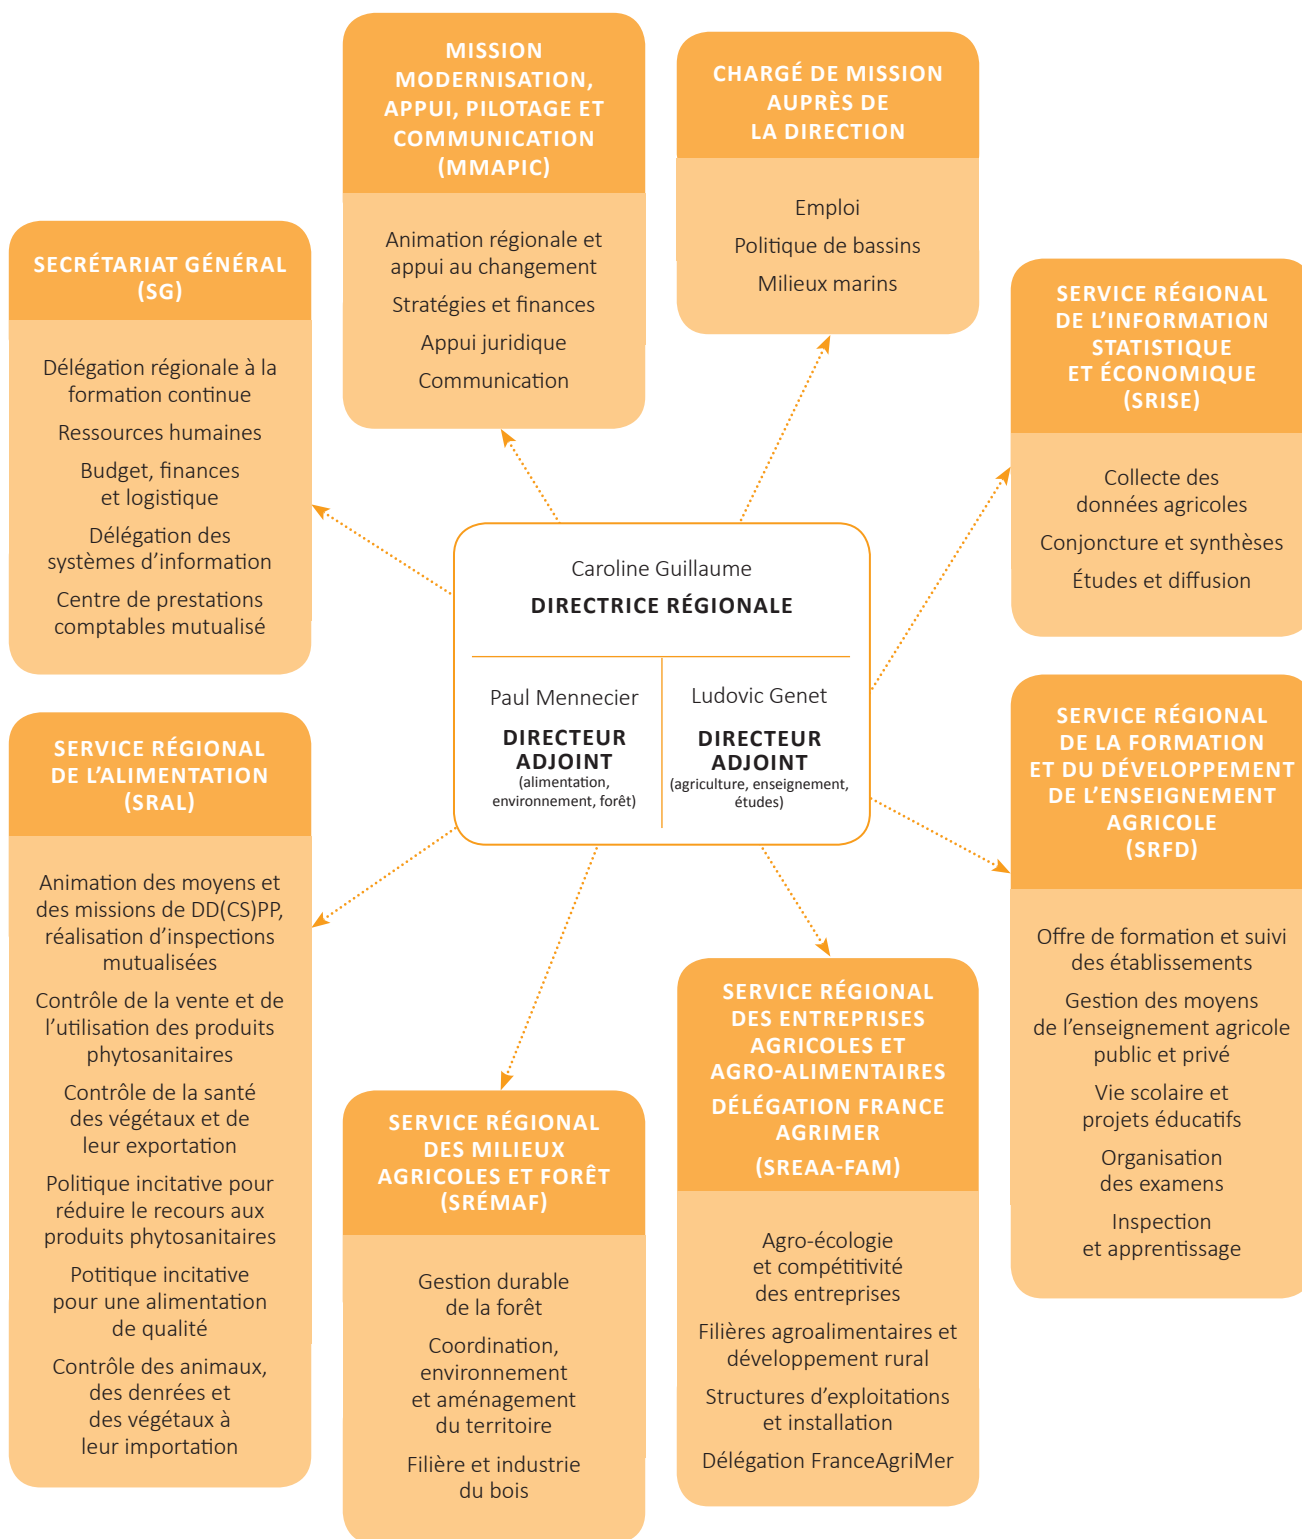 MISSION
MODERNISATION,
APPUI, PILOTAGE ET
COMMUNICATION
(MMAPIC)
Animation régionale et
appui au changement
Stratégies et finances
Appui juridique
Communication
CHARGÉ DE MISSION
AUPRÈS DE
LA DIRECTION
Emploi
Politique de bassins
Milieux marins
SECRÉTARIAT GÉNÉRAL
(SG)
Délégation régionale à la
formation continue
Ressources humaines
Budget, finances
et logistique
Délégation des
systèmes d’information
Centre de prestations
comptables mutualisé
SERVICE RÉGIONAL
DE L’INFORMATION
STATISTIQUE
ET ÉCONOMIQUE
(SRISE)
Collecte des
données agricoles
Conjoncture et synthèses
Études et diffusion
Caroline Guillaume
DIRECTRICE RÉGIONALE
Paul Mennecier
DIRECTEUR
ADJOINT
(alimentation,
environnement, forêt)
Ludovic Genet
DIRECTEUR
ADJOINT
(agriculture, enseignement,
études)
SERVICE RÉGIONAL
DE L’ALIMENTATION
(SRAL)
Animation des moyens et
des missions de DD(CS)PP,
réalisation d’inspections
mutualisées
Contrôle de la vente et de
l’utilisation des produits
phytosanitaires
Contrôle de la santé
des végétaux et de
leur exportation
Politique incitative pour
réduire le recours aux
produits phytosanitaires
Potitique incitative
pour une alimentation
de qualité
Contrôle des animaux,
des denrées et
des végétaux à
leur importation
SERVICE RÉGIONAL
DES MILIEUX
AGRICOLES ET FORÊT
(SRÉMAF)
Gestion durable
de la forêt
Coordination,
environnement
et aménagement
du territoire
Filière et industrie
du bois
SERVICE RÉGIONAL
DES ENTREPRISES
AGRICOLES ET
AGRO-ALIMENTAIRES
DÉLÉGATION FRANCE
AGRIMER
(SREAA-FAM)
Agro-écologie
et compétitivité
des entreprises
Filières agroalimentaires et
développement rural
Structures d’exploitations
et installation
Délégation FranceAgriMer
SERVICE RÉGIONAL
DE LA FORMATION
ET DU DÉVELOPPEMENT
DE L’ENSEIGNEMENT
AGRICOLE
(SRFD)
Offre de formation et suivi
des établissements
Gestion des moyens
de l’enseignement agricole
public et privé
Vie scolaire et
projets éducatifs
Organisation
des examens
Inspection
et apprentissage